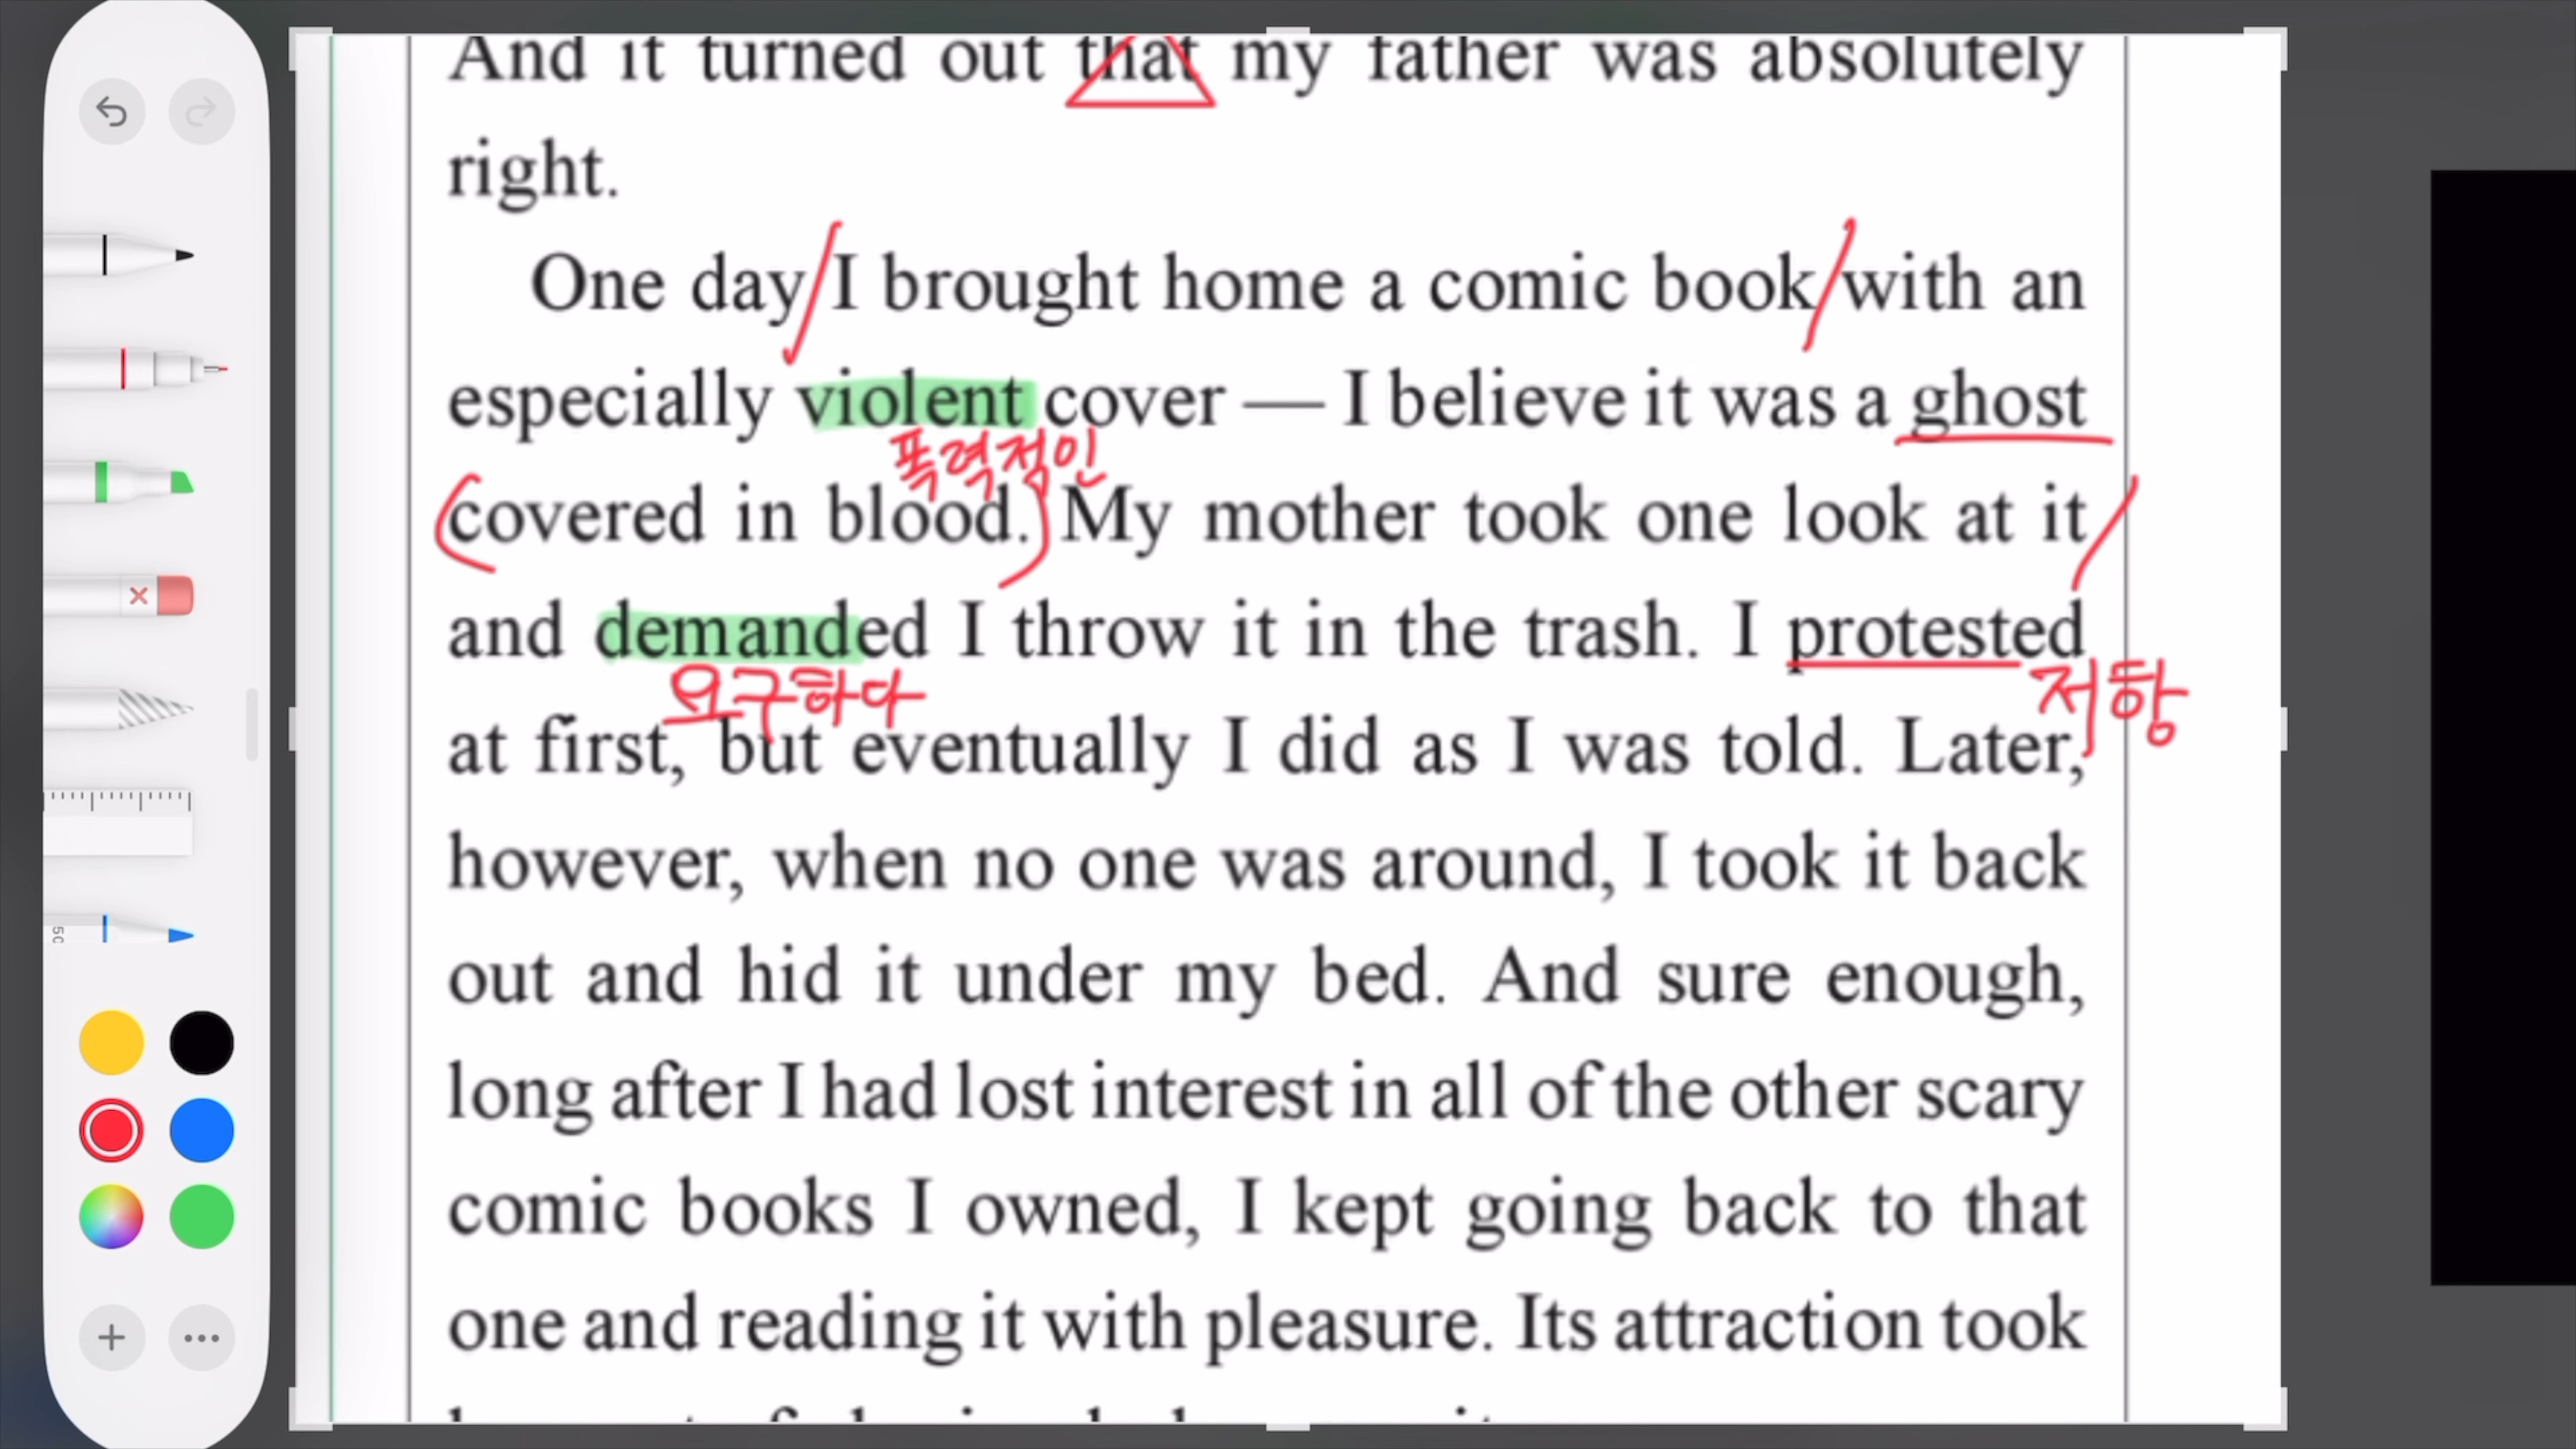 And it turned out that my father was absolutely
right.
One day I brought home a comic book with an
especially violent cover — I believe it was a ghost
폭력적인
covered in blood. My mother took one look at it
and demanded I throw it in the trash. I protested
요구하다
저항
at first, but eventually I did as I was told. Later,
however, when no one was around, I took it back
out and hid it under my bed. And sure enough,
long after I had lost interest in all of the other scary
comic books I owned, I kept going back to that
one and reading it with pleasure. Its attraction took
50